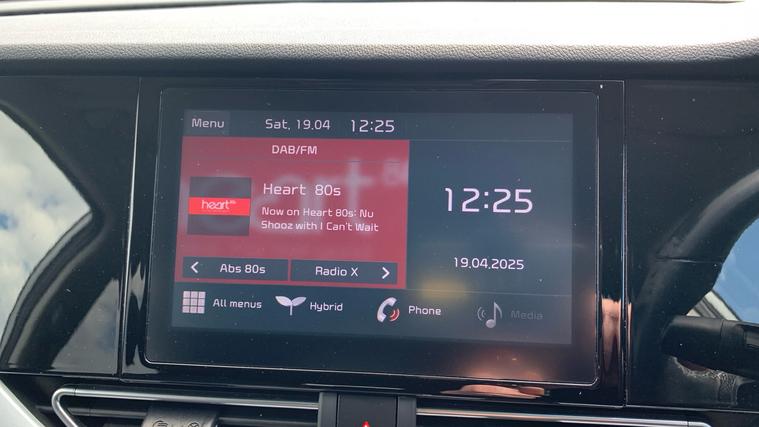 Menu
Sat, 19.04
12:25
DAB/FM
Heart 80s
heart 80s
Now on Heart 80s: Nu
Shooz with I Can't Wait
Abs 80s
Radio X
12:25
19.04.2025
All menus
Hybrid
Phone
Media